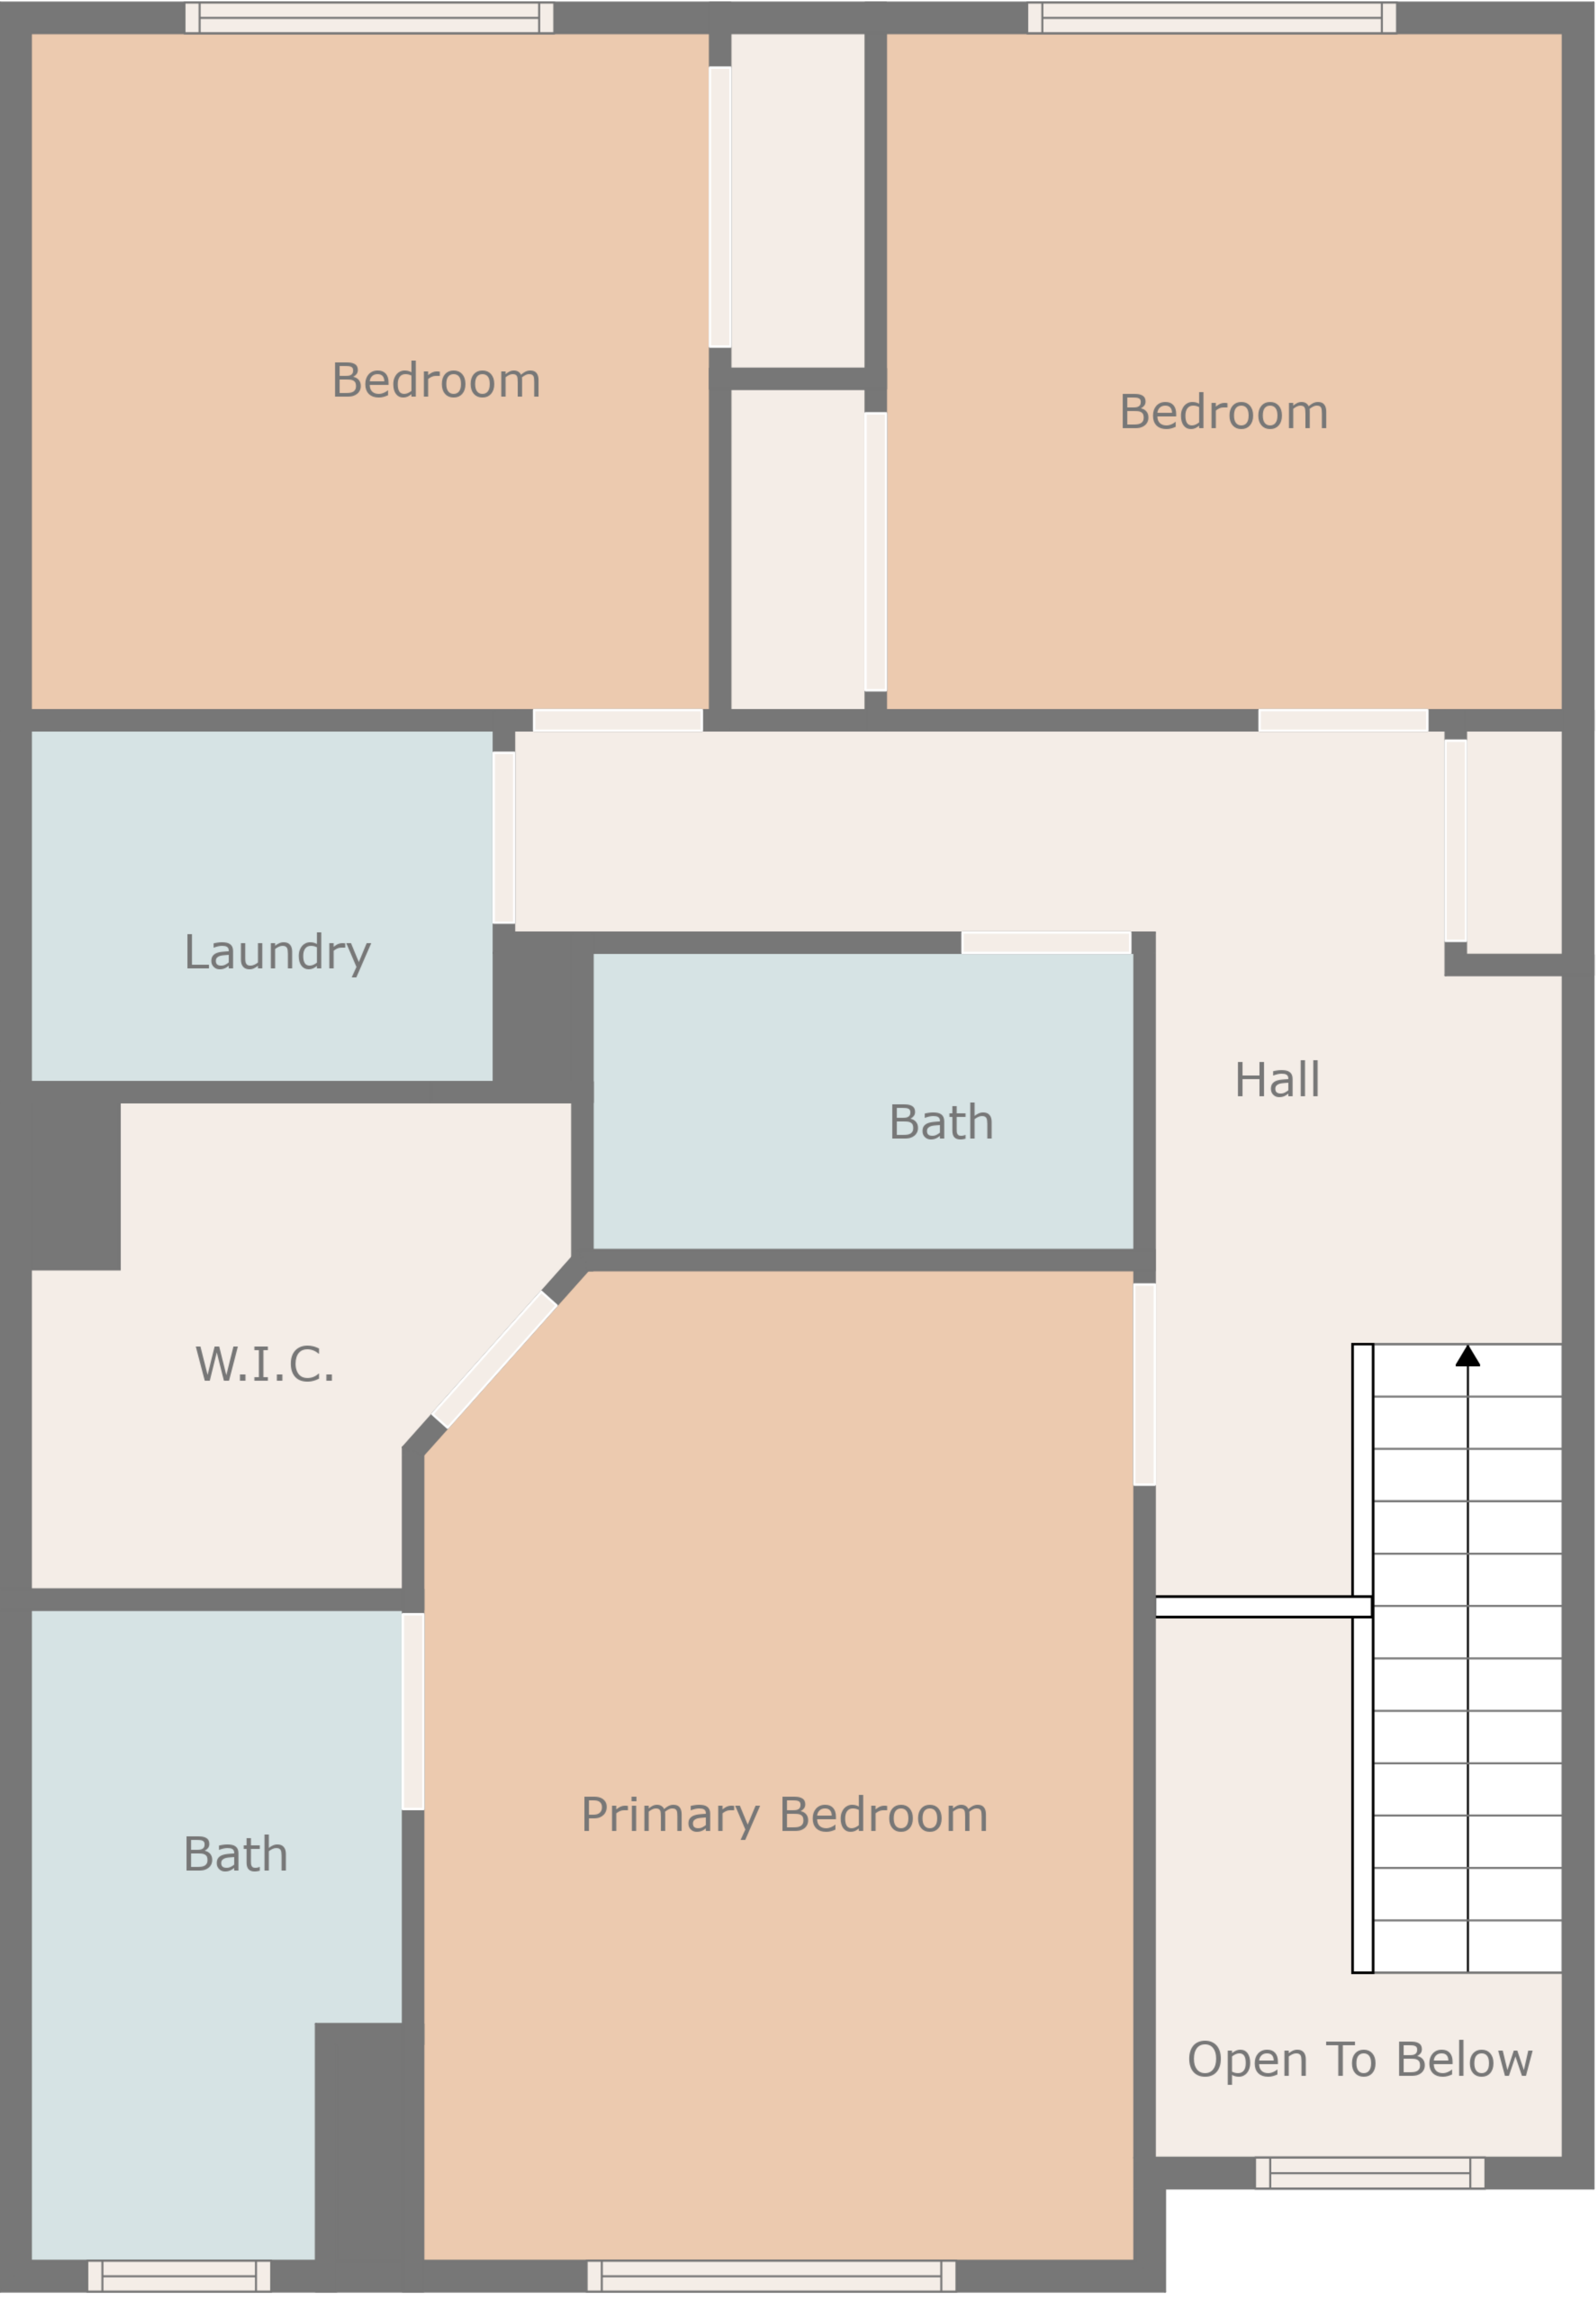 Bedroom
Bedroom
Laundry
Hall
Bath
W.I.C.
Primary Bedroom
Bath
Open To Below